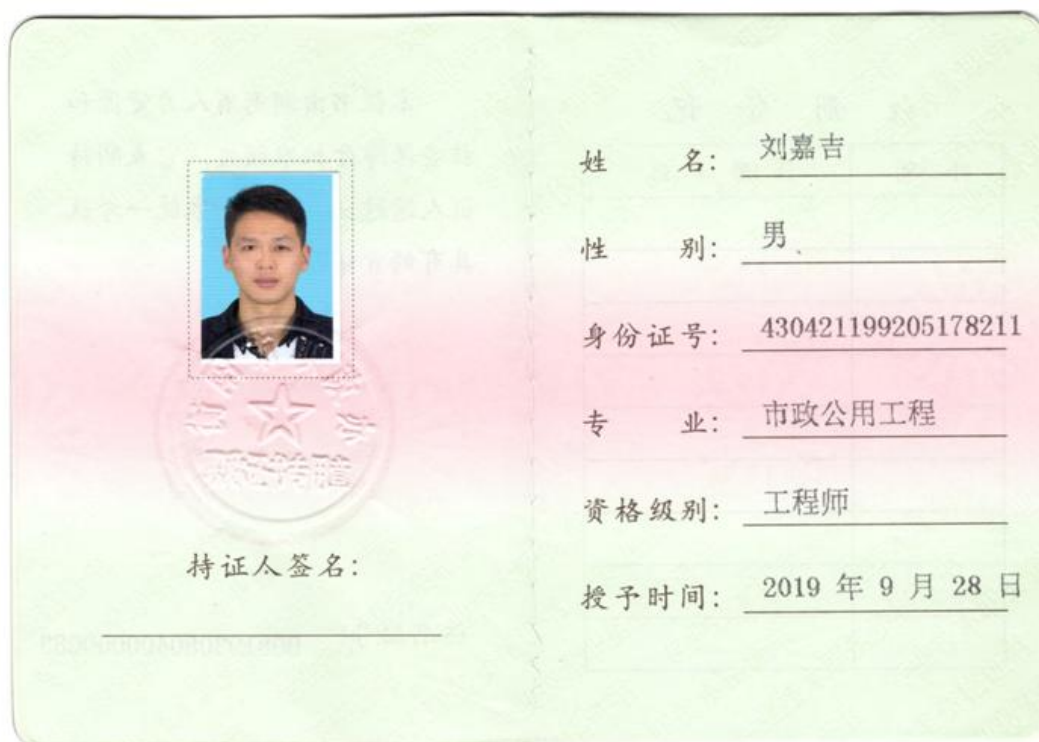 持证人签名：
姓 名： 刘嘉吉
性 别： 男
身份证号： 430421199205178211
专 业： 市政公用工程
资格级别： 工程师
授予时间： 2019 年 9 月 28 日